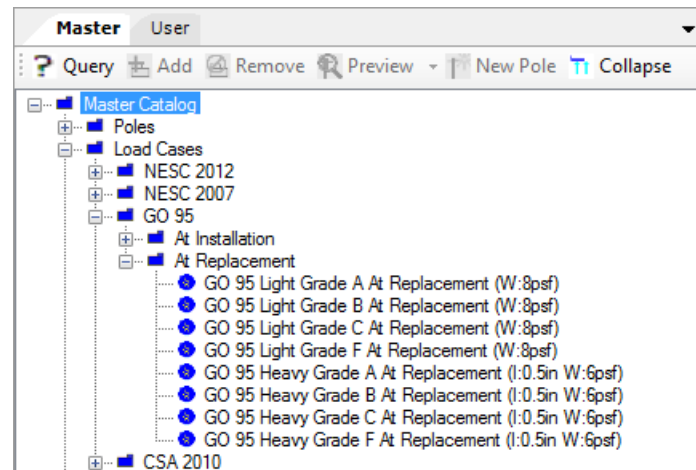 Master User
? Query Add Remove Preview New Pole Collapse
Master Catalog
Poles
Load Cases
NESC 2012
NESC 2007
GO 95
At Installation
At Replacement
GO 95 Light Grade A At Replacement (W:8psf)
GO 95 Light Grade B At Replacement (W:8psf)
GO 95 Light Grade C At Replacement (W:8psf)
GO 95 Light Grade F At Replacement (W:8psf)
GO 95 Heavy Grade A At Replacement (I:0.5in W:6psf)
GO 95 Heavy Grade B At Replacement (I:0.5in W:6psf)
GO 95 Heavy Grade C At Replacement (I:0.5in W:6psf)
GO 95 Heavy Grade F At Replacement (I:0.5in W:6psf)
CSA 2010